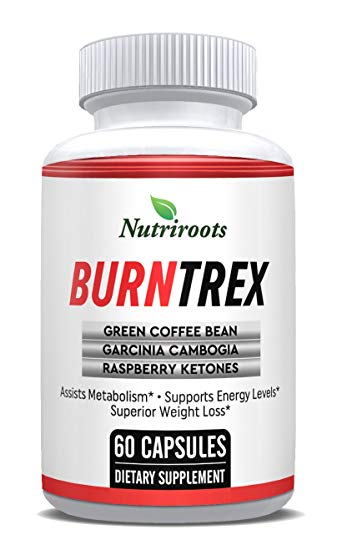 Nutriroots
BURNTREX
GREEN COFFEE BEAN
GARCINIA CAMBOGIA
RASPBERRY KETONES
Assists Metabolism* • Supports Energy Levels*
Superior Weight Loss*
60 CAPSULES
DIETARY SUPPLEMENT